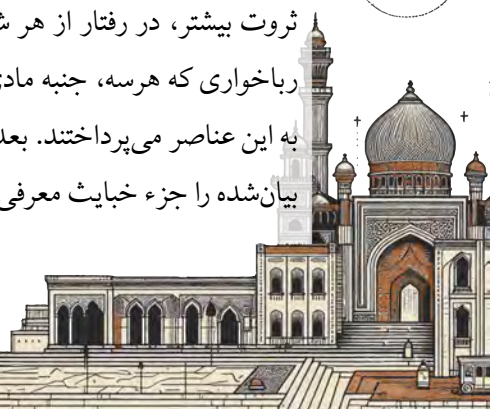 ثروت بیشتر، در رفتار از هر
رباخواری که هرسه، جنبه
به این عناصر می‌پرداختند. بعد
بیان‌شده را جزء خبایث معرفی